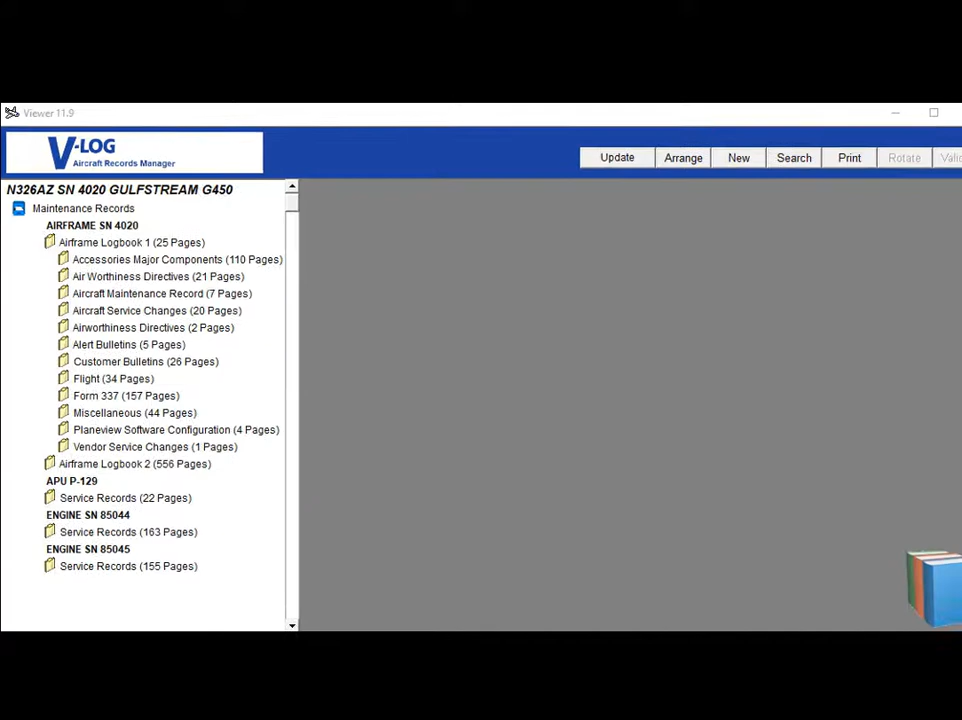 Viewer 11.9
V-LOG
Aircraft Records Manager
Update Arrange New Search Print Rotate
N326AZ SN 4020 GULFSTREAM G450
Maintenance Records
AIRFRAME SN 4020
Airframe Logbook 1 (25 Pages)
Accessories Major Components (110 Pages)
Air Worthiness Directives (21 Pages)
Aircraft Maintenance Record (7 Pages)
Aircraft Service Changes (20 Pages)
Airworthiness Directives (2 Pages)
Alert Bulletins (5 Pages)
Customer Bulletins (26 Pages)
Flight (34 Pages)
Form 337 (157 Pages)
Miscellaneous (44 Pages)
Planeview Software Configuration (4 Pages)
Vendor Service Changes (1 Pages)
Airframe Logbook 2 (556 Pages)
APU P-129
Service Records (22 Pages)
ENGINE SN 85044
Service Records (163 Pages)
ENGINE SN 85045
Service Records (155 Pages)